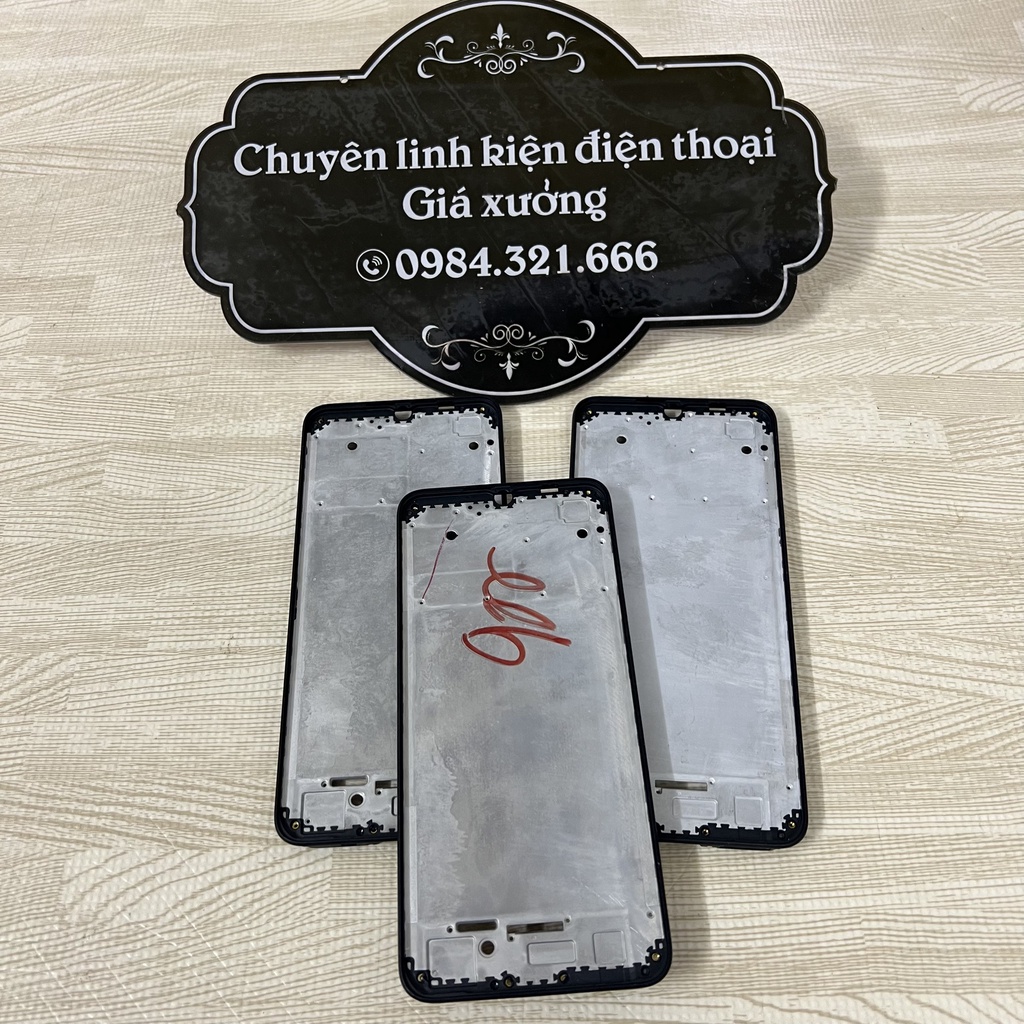 Chuyên linh kiện điện thoại
Giá xưởng
0984.321.666